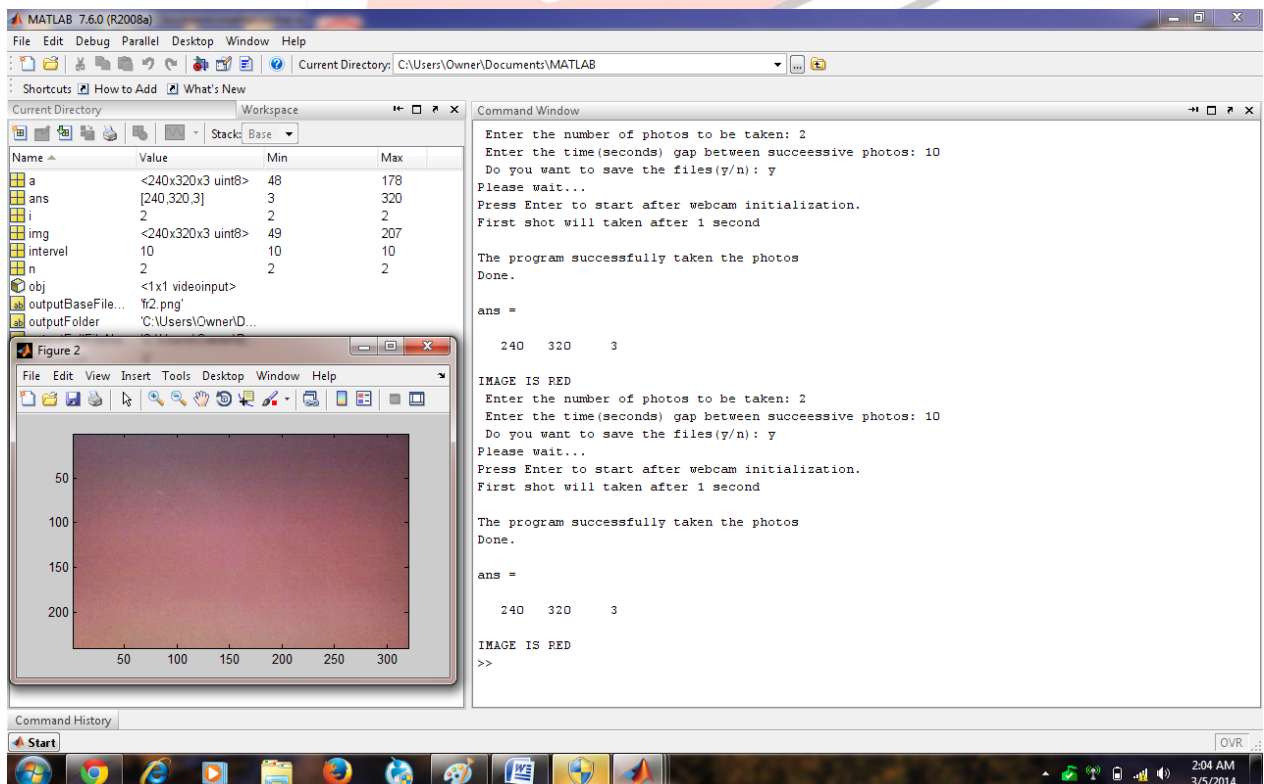 MATLAB 7.6.0 (R2008a)
File Edit Debug Parallel Desktop Window Help
Current Directory: C:\Users\Owner\Documents\MATLAB
Shortcuts How to Add What's New
Current Directory Workspace
Stack: Base
Name Value Min Max
a <240x320x3 uint8> 48 178
ans [240,320,3] 3 320
i 2 2 2
img <240x320x3 uint8> 49 207
intervel 10 10 10
n 2 2 2
obj <1x1 videoinput>
outputBaseFile... 'fr2.png'
outputFolder 'C:\Users\Owner\D...
Figure 2
File Edit View Insert Tools Desktop Window Help
50
100
150
200
50 100 150 200 250 300
Command History
Command Window
Enter the number of photos to be taken: 2
Enter the time(seconds) gap between succeessive photos: 10
Do you want to save the files(y/n): y
Please wait...
Press Enter to start after webcam initialization.
First shot will taken after 1 second
The program successfully taken the photos
Done.
ans =
240 320 3
IMAGE IS RED
Enter the number of photos to be taken: 2
Enter the time(seconds) gap between succeessive photos: 10
Do you want to save the files(y/n): y
Please wait...
Press Enter to start after webcam initialization.
First shot will taken after 1 second
The program successfully taken the photos
Done.
ans =
240 320 3
IMAGE IS RED
>>
Start
OVR
2:04 AM
3/5/2014